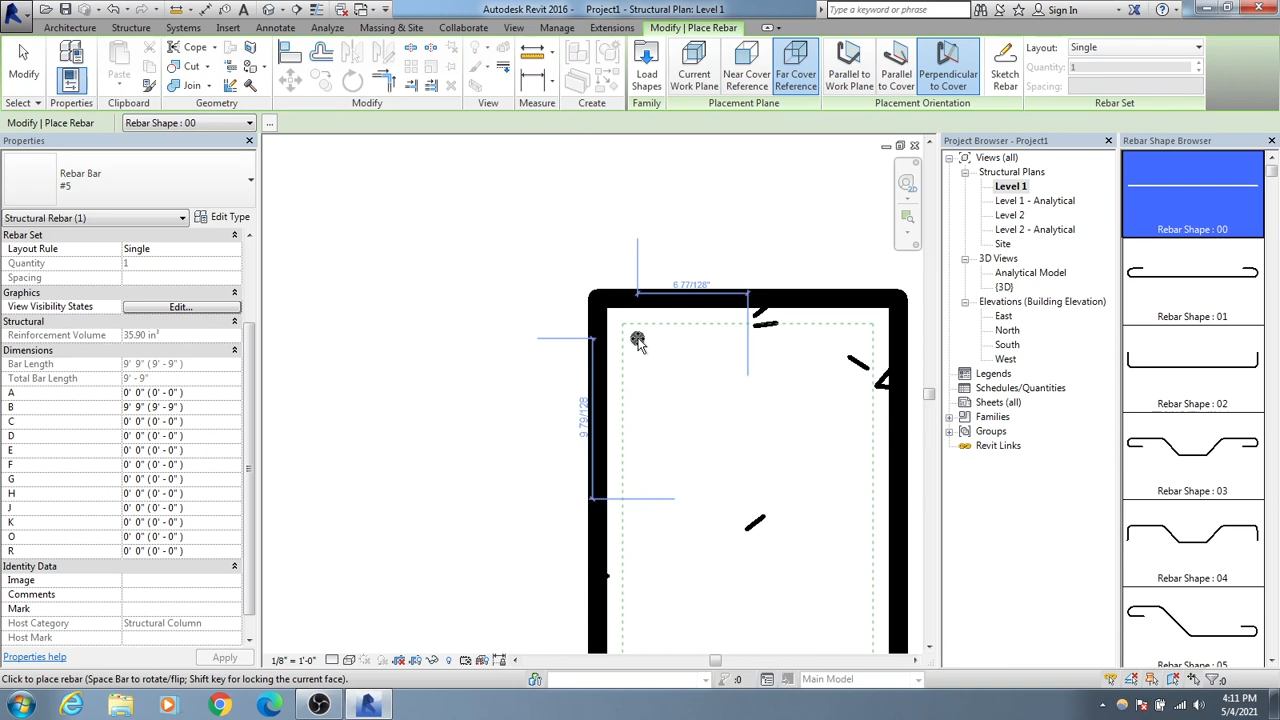 Autodesk Revit 2016 - Project1 - Structural Plan: Level 1
Type a keyword or phrase
Sign In
Architecture Structure Systems Insert Annotate Analyze Massing & Site Collaborate View Manage Extensions Modify | Place Rebar
Modify
Select
Properties
Paste
Clipboard
Cope
Cut
Join
Geometry
Modify
View
Measure
Create
Load Shapes
Family
Current Work Plane
Near Cover Reference
Far Cover Reference
Placement Plane
Parallel to Work Plane
Parallel to Cover
Perpendicular to Cover
Placement Orientation
Sketch Rebar
Layout: Single
Quantity: 1
Spacing:
Rebar Set
Modify | Place Rebar
Rebar Shape : 00
...
Properties
Rebar Bar
#5
Structural Rebar (1)
Edit Type
Rebar Set
Layout Rule Single
Quantity 1
Spacing
Graphics
View Visibility States Edit...
Structural
Reinforcement Volume 35.90 in³
Dimensions
Bar Length 9' 9" (9' - 9")
Total Bar Length 9' - 9"
A 0' 0" (0' - 0")
B 9' 9" (9' - 9")
C 0' 0" (0' - 0")
D 0' 0" (0' - 0")
E 0' 0" (0' - 0")
F 0' 0" (0' - 0")
G 0' 0" (0' - 0")
H 0' 0" (0' - 0")
J 0' 0" (0' - 0")
K 0' 0" (0' - 0")
O 0' 0" (0' - 0")
R 0' 0" (0' - 0")
Identity Data
Image
Comments
Mark
Host Category Structural Column
Host Mark
Properties help
Apply
6 77/128"
9 79/128
2D
1/8" = 1'-0"
Project Browser - Project1
Views (all)
Structural Plans
Level 1
Level 1 - Analytical
Level 2
Level 2 - Analytical
Site
3D Views
Analytical Model
{3D}
Elevations (Building Elevation)
East
North
South
West
Legends
Schedules/Quantities
Sheets (all)
Families
Groups
Revit Links
Rebar Shape Browser
Rebar Shape : 00
Rebar Shape : 01
Rebar Shape : 02
Rebar Shape : 03
Rebar Shape : 04
Rebar Shape : 05
Click to place rebar (Space Bar to rotate/flip; Shift key for locking the current face).
:0
Main Model
:0
4:11 PM
5/4/2021